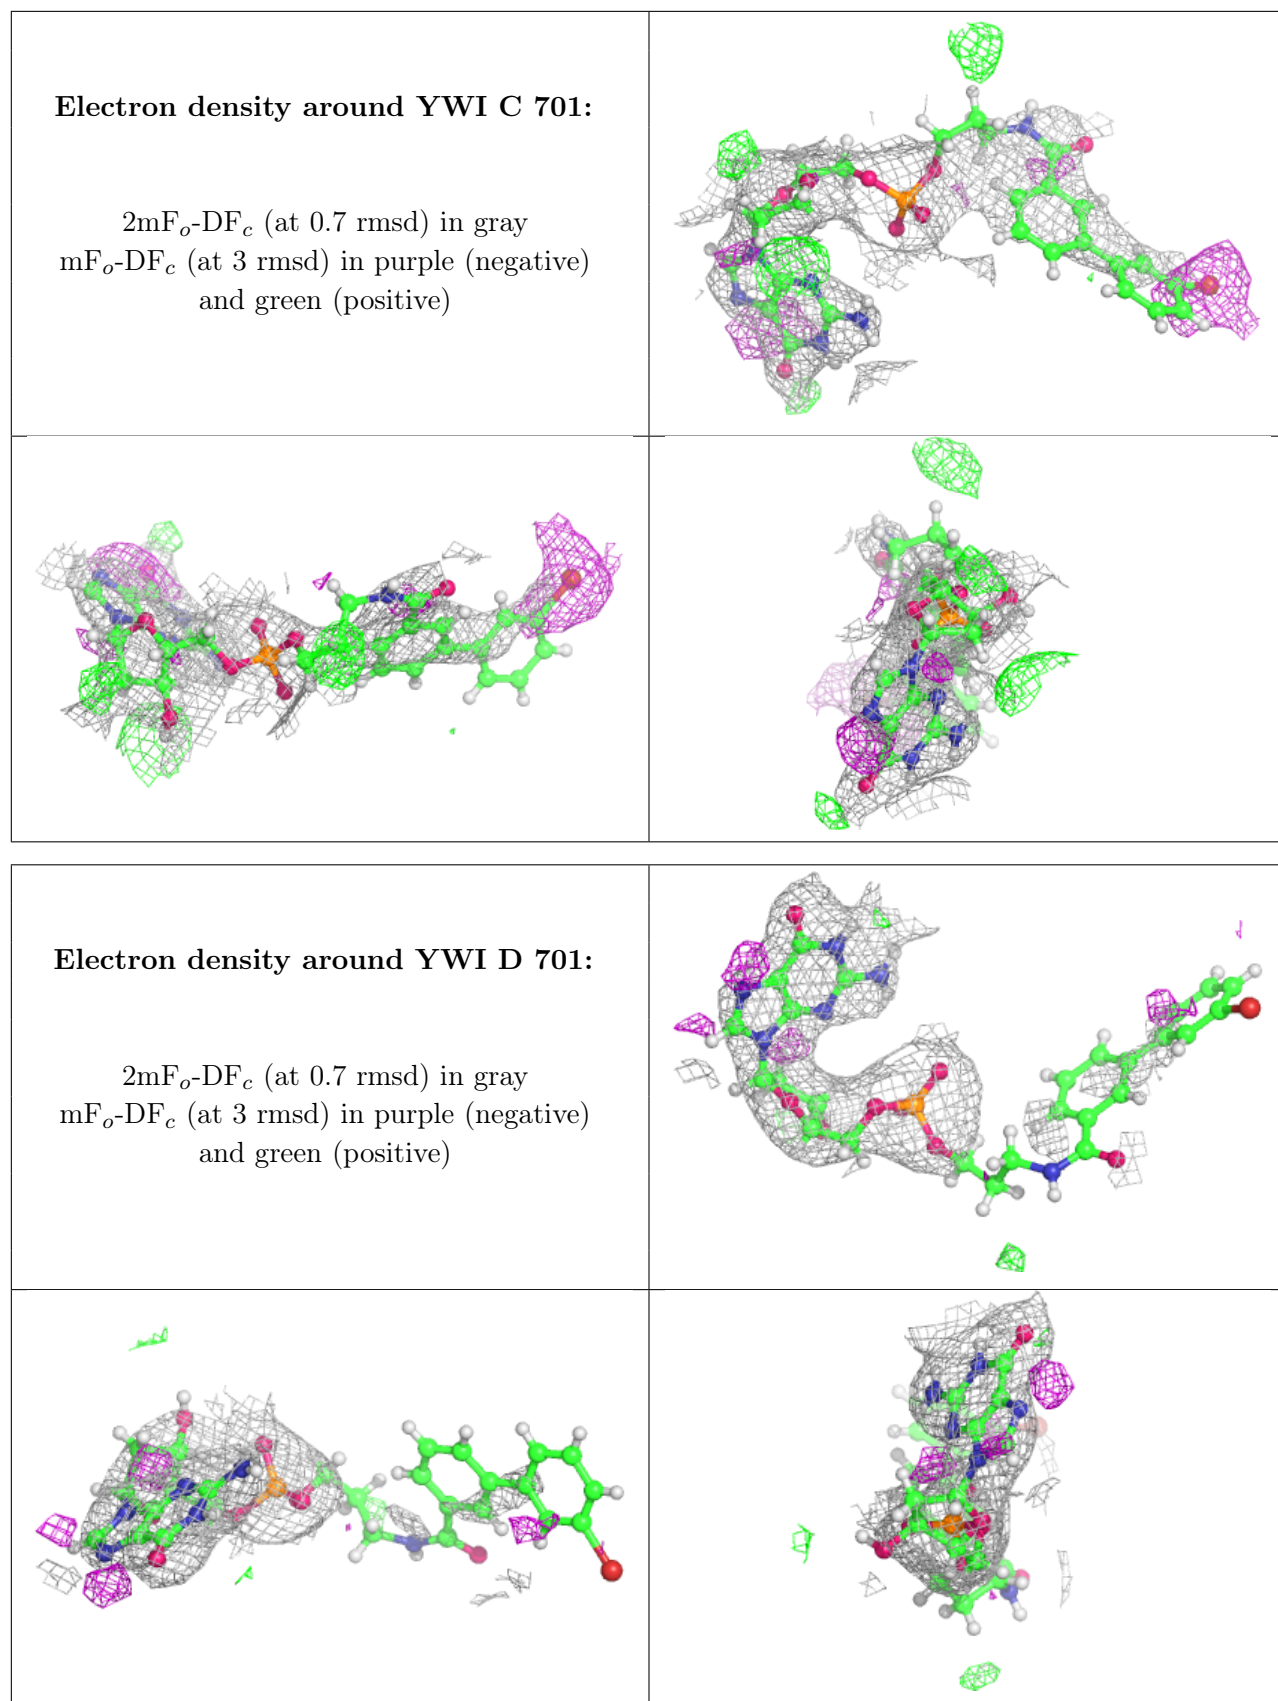 Electron density around YWI C 701:
2mFo-DFc (at 0.7 rmsd) in gray
mFo-DFc (at 3 rmsd) in purple (negative)
and green (positive)
Electron density around YWI D 701:
2mFo-DFc (at 0.7 rmsd) in gray
mFo-DFc (at 3 rmsd) in purple (negative)
and green (positive)